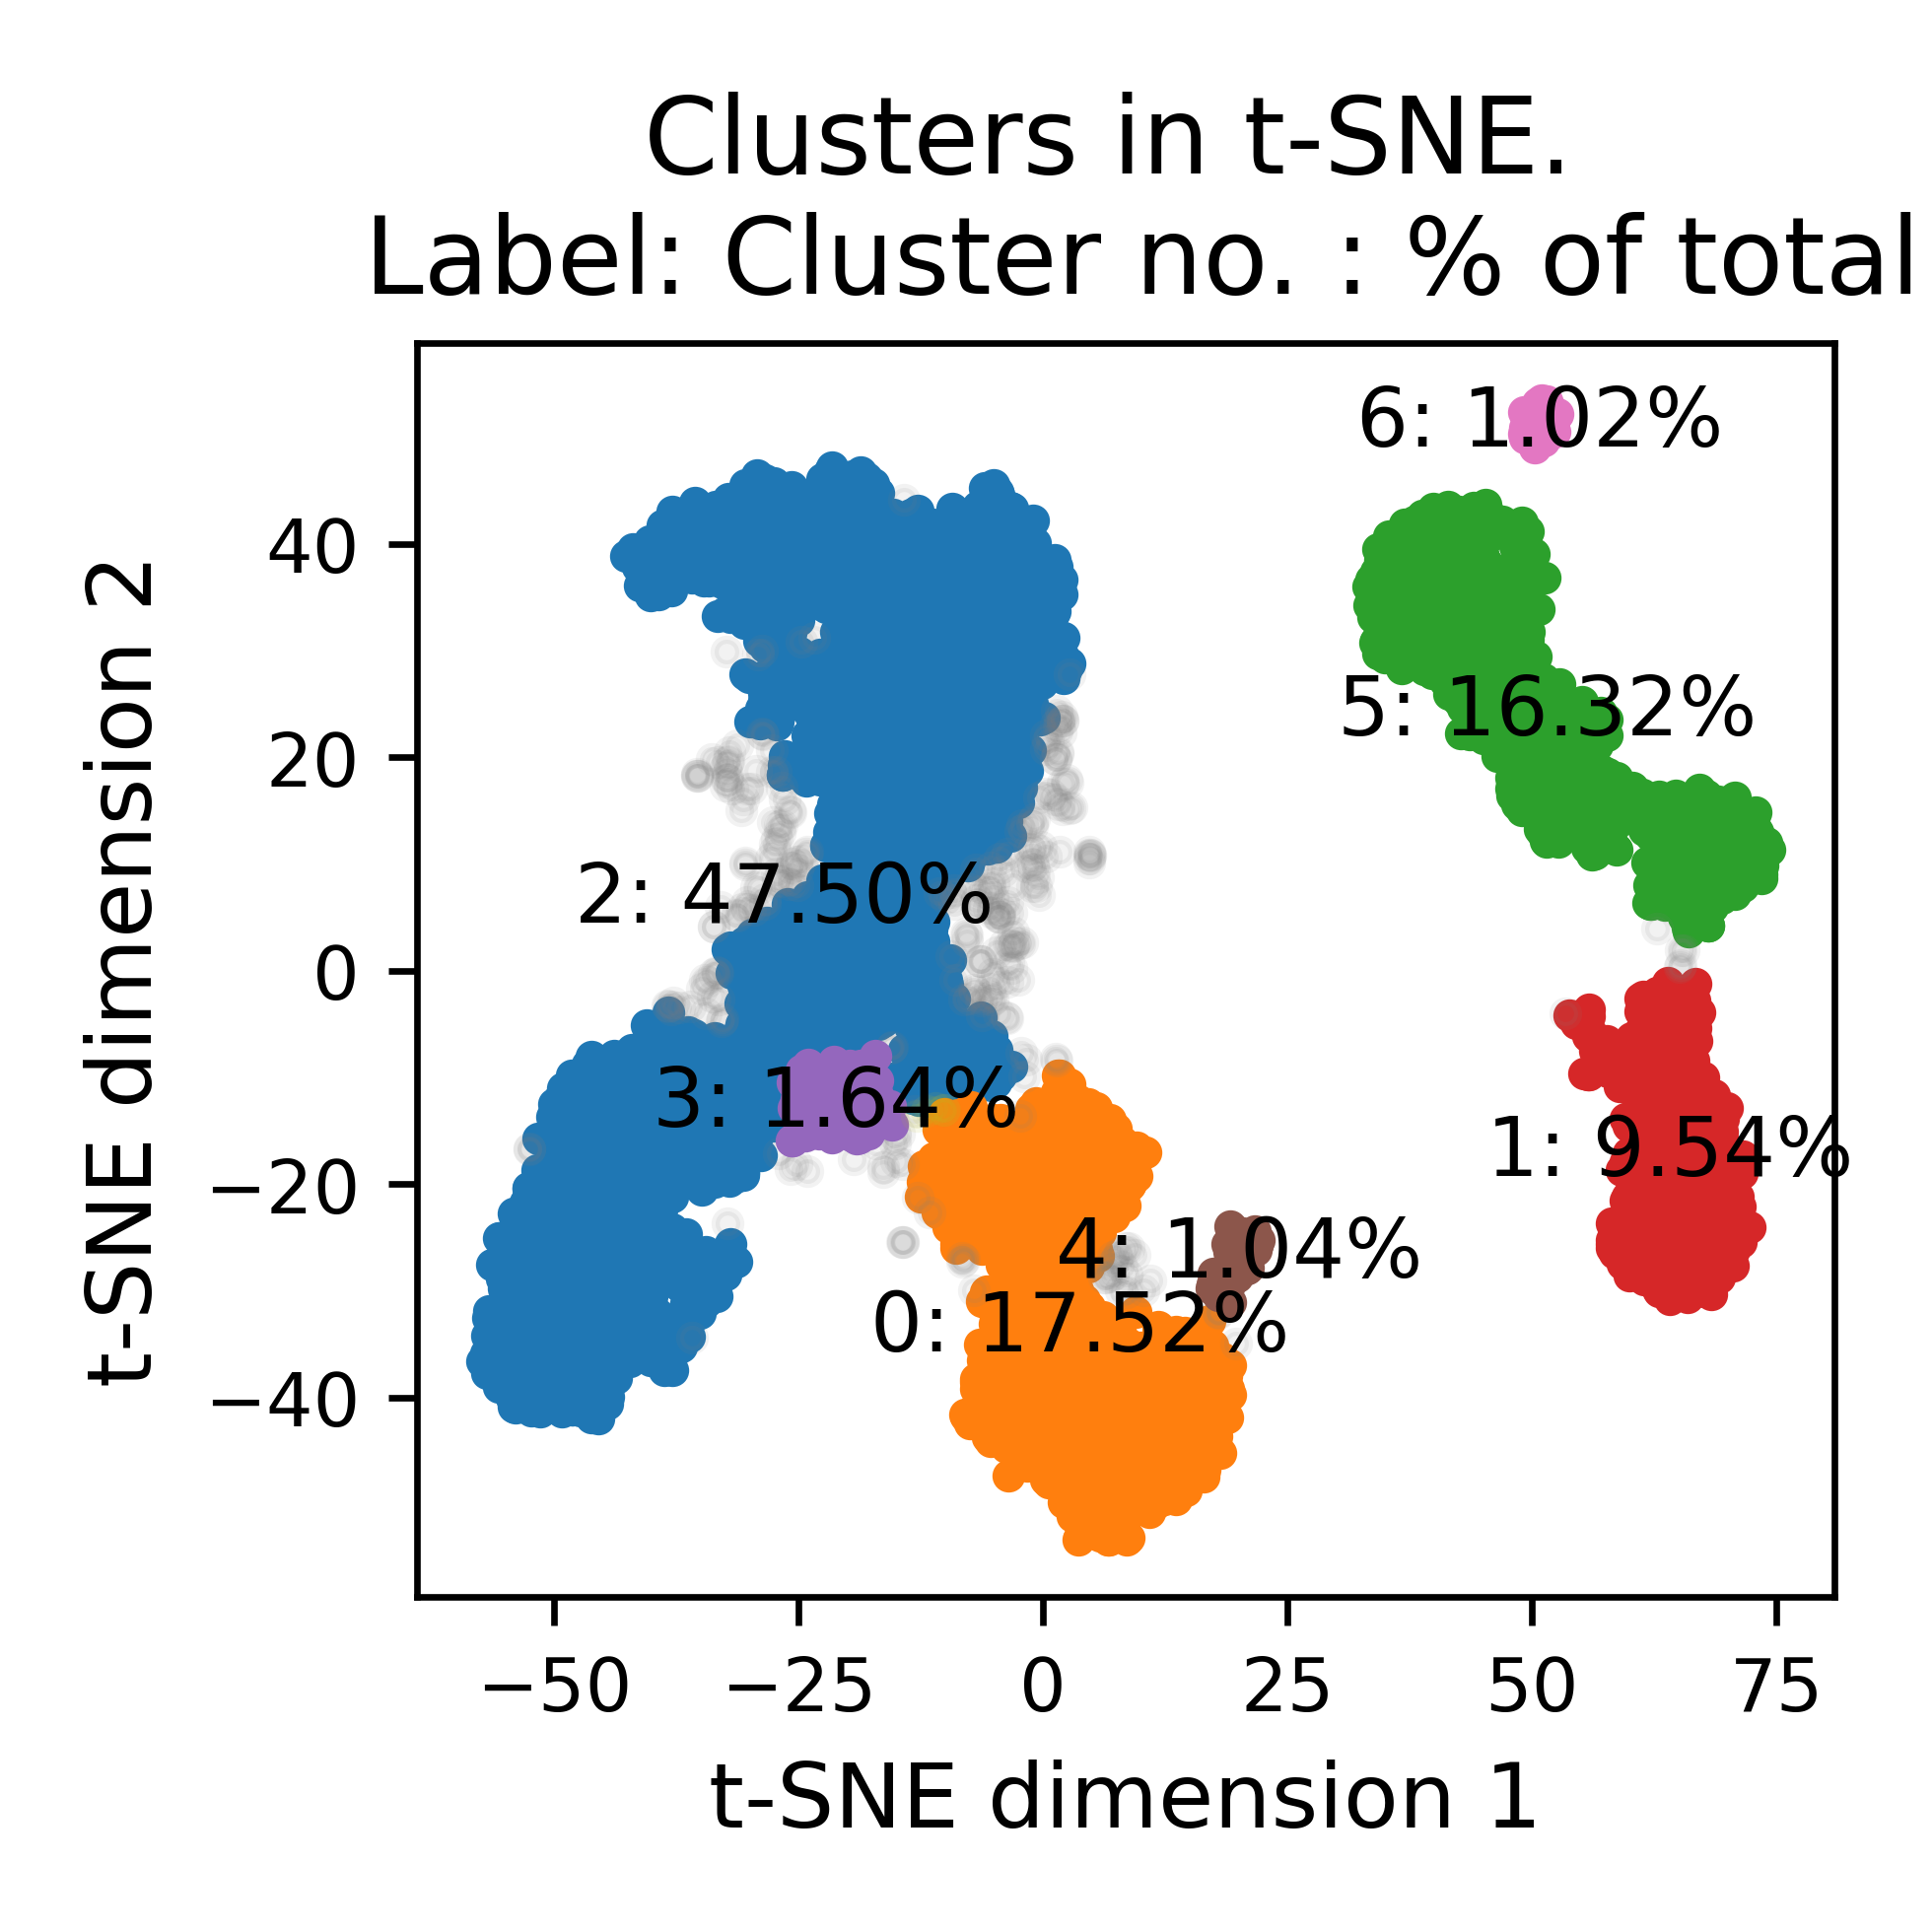 Clusters in t-SNE.
Label: Cluster no. : % of total
6: 1.02%
5: 16.32%
2: 47.50%
3: 1.64%
1: 9.54%
4: 1.04%
0: 17.52%
40
20
0
−20
−40
t-SNE dimension 2
−50 −25 0 25 50 75
t-SNE dimension 1